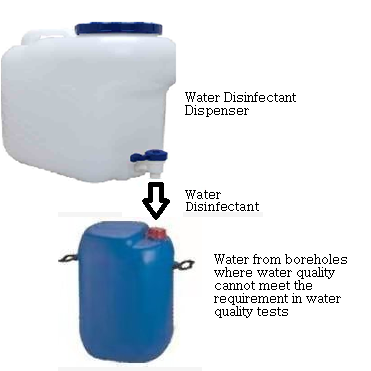 Water Disinfectant
Dispenser
Water
Disinfectant
Water from boreholes
where water quality
cannot meet the
requirement in water
quality tests